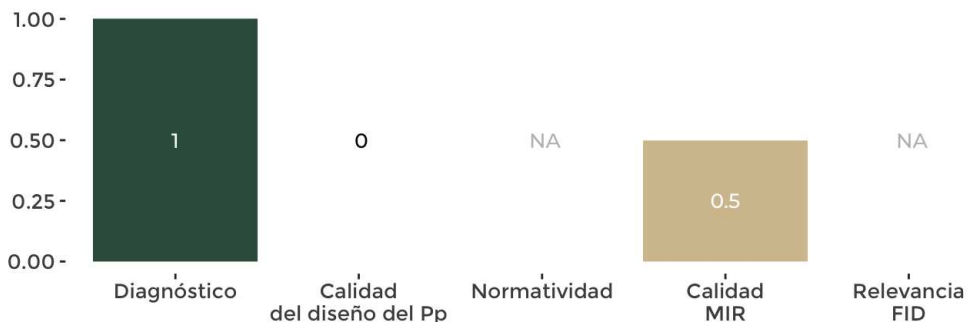 1.00
0.75
0.50
0.25
0.00
1
0
NA
0.5
NA
Diagnóstico
Calidad
del diseño del Pp
Normatividad
Calidad
MIR
Relevancia
FID